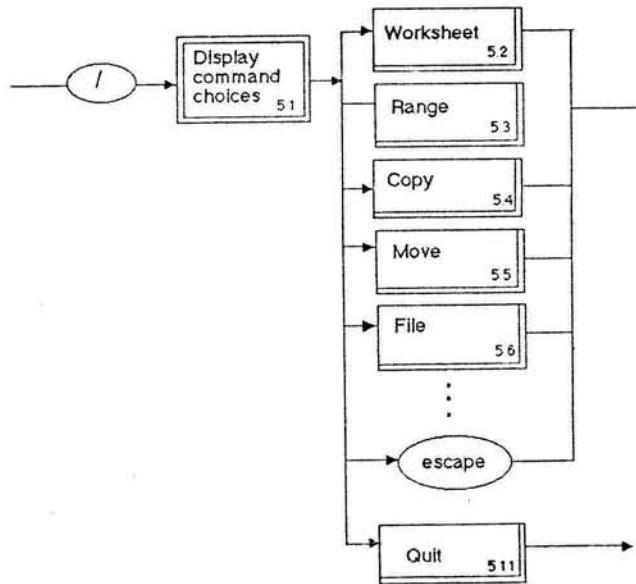 /
Display
command
choices
5 1
Worksheet
5.2
Range
5 3
Copy
5.4
Move
5 5
File
5 6
escape
Quit
5 11